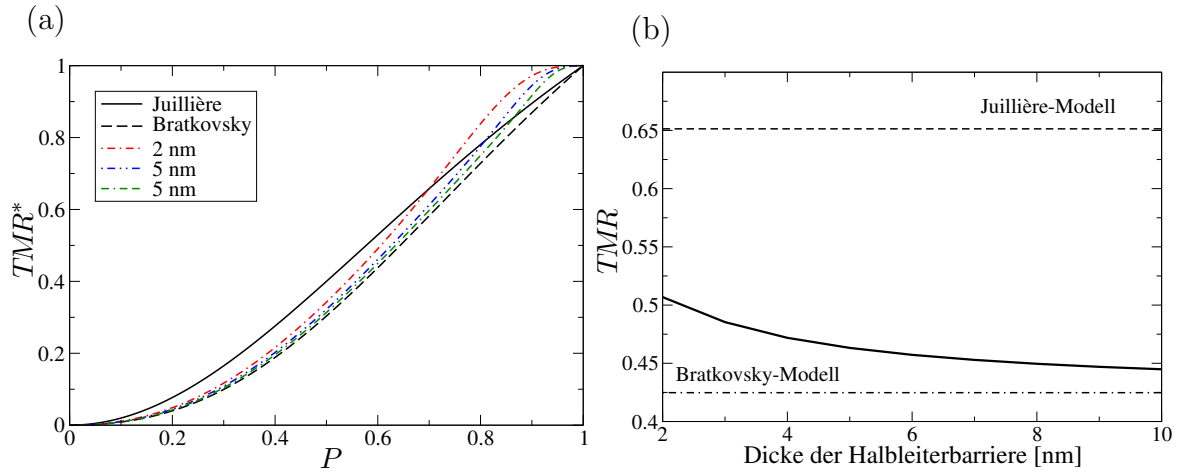 (a)
1
0.8
0.6
0.4
0.2
0
TMR*
Juillière
Bratkovsky
2 nm
5 nm
5 nm
0
0.2
0.4
0.6
0.8
1
P
(b)
0.65
0.6
0.55
0.5
0.45
0.4
TMR
Juillière-Modell
Bratkovsky-Modell
2
4
6
8
10
Dicke der Halbleiterbarriere [nm]